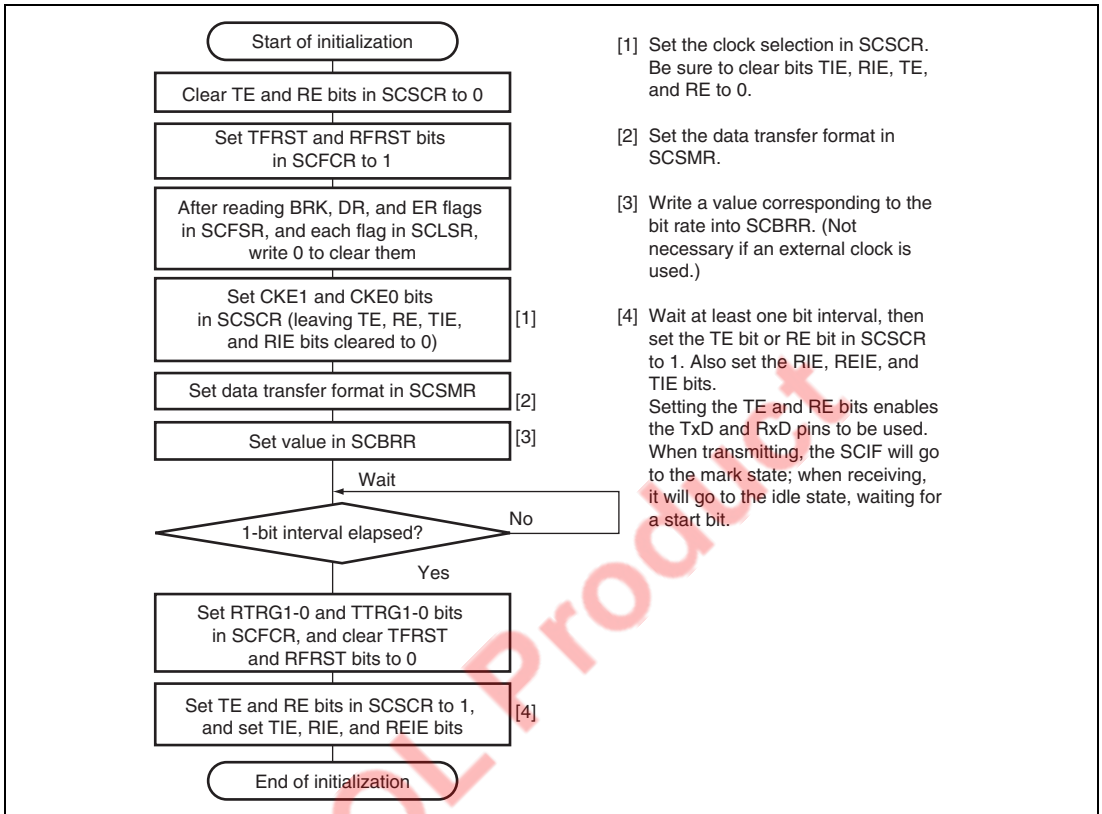 Start of initialization
Clear TE and RE bits in SCSCR to 0
Set TFRST and RFRST bits
in SCFCR to 1
After reading BRK, DR, and ER flags
in SCFSR, and each flag in SCLSR,
write 0 to clear them
Set CKE1 and CKE0 bits
in SCSCR (leaving TE, RE, TIE,
and RIE bits cleared to 0)
[1]
Set data transfer format in SCSMR
[2]
Set value in SCBRR
[3]
Wait
1-bit interval elapsed?
No
Yes
Set RTRG1-0 and TTRG1-0 bits
in SCFCR, and clear TFRST
and RFRST bits to 0
Set TE and RE bits in SCSCR to 1,
and set TIE, RIE, and REIE bits
[4]
End of initialization
[1] Set the clock selection in SCSCR.
Be sure to clear bits TIE, RIE, TE,
and RE to 0.
[2] Set the data transfer format in
SCSMR.
[3] Write a value corresponding to the
bit rate into SCBRR. (Not
necessary if an external clock is
used.)
[4] Wait at least one bit interval, then
set the TE bit or RE bit in SCSCR
to 1. Also set the RIE, REIE, and
TIE bits.
Setting the TE and RE bits enables
the TxD and RxD pins to be used.
When transmitting, the SCIF will go
to the mark state; when receiving,
it will go to the idle state, waiting for
a start bit.
OL Product